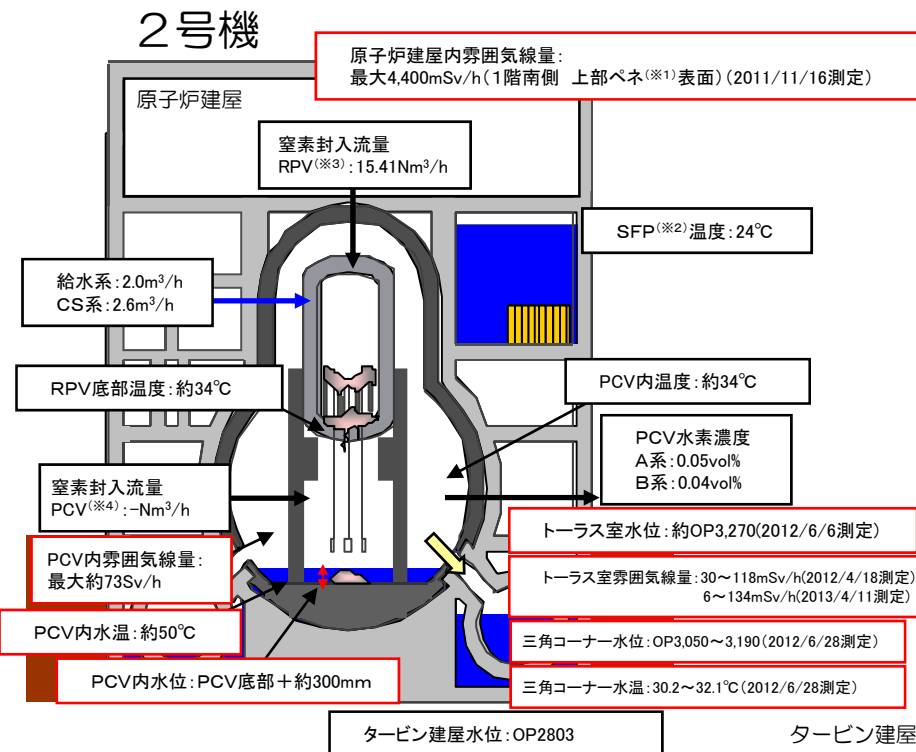 ２号機
原子炉建屋内雰囲気線量：
最大4,400mSv/h（１階南側　上部ペネ(※1)表面）（2011/11/16測定）
原子炉建屋
窒素封入流量
RPV(※3)：15.41Nm3/h
SFP(※2)温度：24℃
給水系：2.0m3/h
CS系：2.6m3/h
RPV底部温度：約34℃
PCV内温度：約34℃
PCV水素濃度
A系：0.05vol%
B系：0.04vol%
窒素封入流量
PCV(※4)：-Nm3/h
トーラス室水位：約OP3,270（2012/6/6測定）
PCV内雰囲気線量：
最大約73Sv/h
トーラス室雰囲気線量：30～118mSv/h（2012/4/18測定）
6～134mSv/h（2013/4/11測定）
PCV内水温：約50℃
三角コーナー水位：OP3,050～3,190（2012/6/28測定）
PCV内水位：PCV底部＋約300mm
三角コーナー水温：30.2～32.1℃（2012/6/28測定）
タービン建屋水位：OP2803
タービン建屋